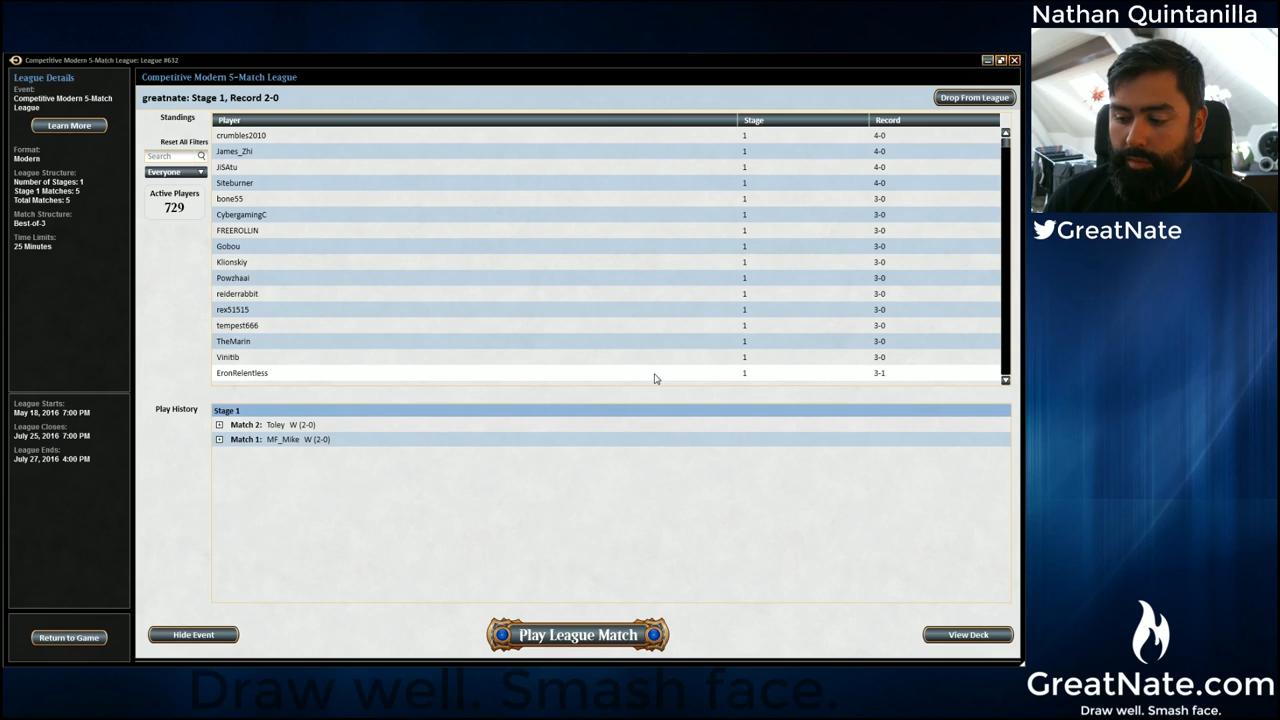 Nathan Quintanilla
Competitive Modern 5-Match League: League #632
League Details
Event:
Competitive Modern 5-Match
League
Learn More
Format:
Modern
League Structure:
Number of Stages: 1
Stage 1 Matches: 5
Total Matches: 5
Match Structure:
Best-of-3
Time Limits:
25 Minutes
League Starts:
May 18, 2016 7:00 PM
League Closes:
July 25, 2016 7:00 PM
League Ends:
July 27, 2016 4:00 PM
Return to Game
Competitive Modern 5-Match League
greatnate: Stage 1, Record 2-0
Drop From League
Standings
Reset All Filters
Search
Everyone
Active Players
729
Player Stage Record
crumbles2010 1 4-0
James_Zhi 1 4-0
JiSAtu 1 4-0
Siteburner 1 4-0
bone55 1 3-0
CybergamingC 1 3-0
FREEROLLIN 1 3-0
Gobou 1 3-0
Klionskiy 1 3-0
Powzhaai 1 3-0
reiderrabbit 1 3-0
rex51515 1 3-0
tempest666 1 3-0
TheMarin 1 3-0
Vinitib 1 3-0
EronRelentless 1 3-1
Play History
Stage 1
Match 2: Toley W (2-0)
Match 1: MF_Mike W (2-0)
Hide Event
Play League Match
View Deck
GreatNate
GreatNate.com
Draw well. Smash face.
Draw well. Smash face.